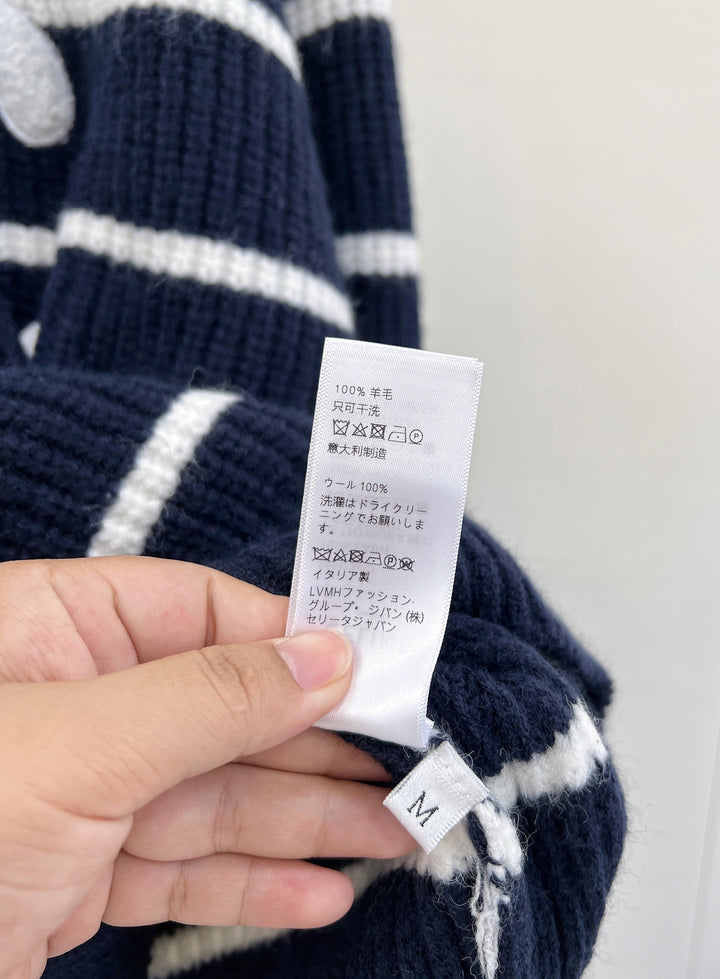 100% 羊毛
只可干洗
P
意大利制造
ウール 100%
洗濯はドライクリー
ニングでお願いしま
す。
P W
イタリア製
LVMHファッション.
グループ・ジパン(株)
セリータジャパン
M